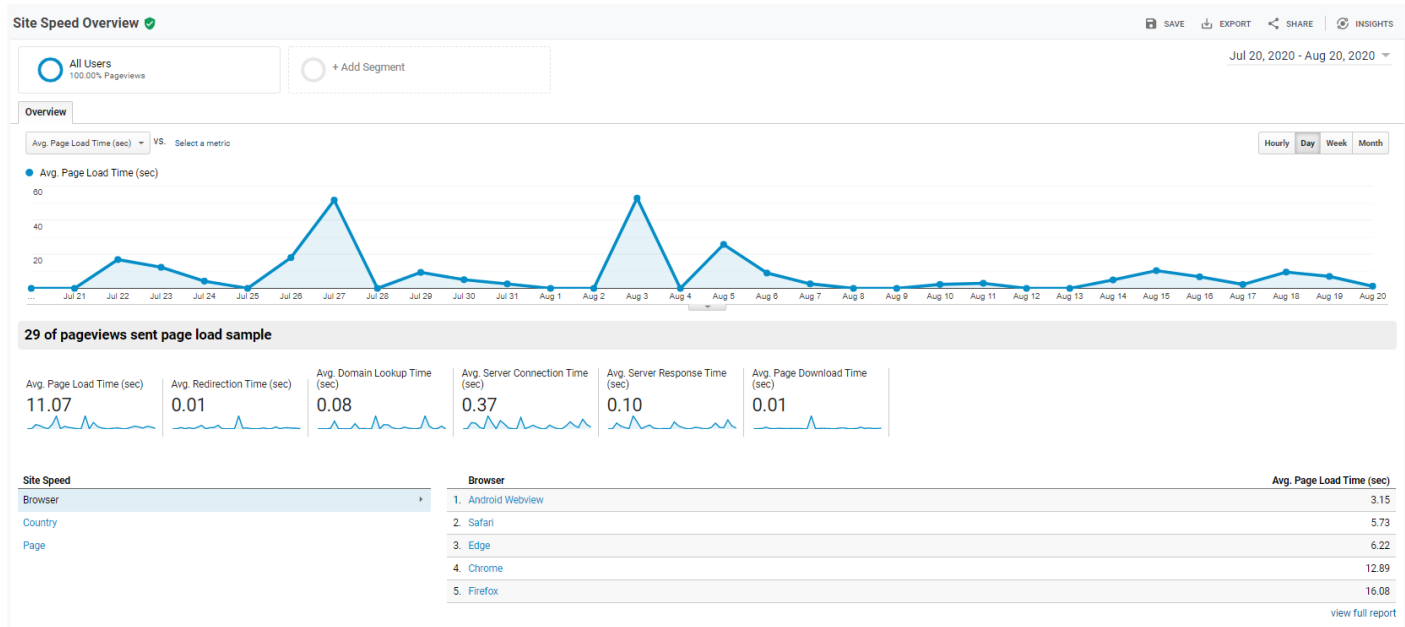 Site Speed Overview
SAVE EXPORT SHARE INSIGHTS
All Users
100.00% Pageviews
+ Add Segment
Jul 20, 2020 - Aug 20, 2020
Overview
Avg. Page Load Time (sec) VS. Select a metric
Hourly Day Week Month
Avg. Page Load Time (sec)
60
40
20
... Jul 21 Jul 22 Jul 23 Jul 24 Jul 25 Jul 26 Jul 27 Jul 28 Jul 29 Jul 30 Jul 31 Aug 1 Aug 2 Aug 3 Aug 4 Aug 5 Aug 6 Aug 7 Aug 8 Aug 9 Aug 10 Aug 11 Aug 12 Aug 13 Aug 14 Aug 15 Aug 16 Aug 17 Aug 18 Aug 19 Aug 20
29 of pageviews sent page load sample
Avg. Page Load Time (sec)
11.07
Avg. Redirection Time (sec)
0.01
Avg. Domain Lookup Time
(sec)
0.08
Avg. Server Connection Time
(sec)
0.37
Avg. Server Response Time
(sec)
0.10
Avg. Page Download Time
(sec)
0.01
Site Speed
Browser
Country
Page
Browser Avg. Page Load Time (sec)
1. Android Webview 3.15
2. Safari 5.73
3. Edge 6.22
4. Chrome 12.89
5. Firefox 16.08
view full report